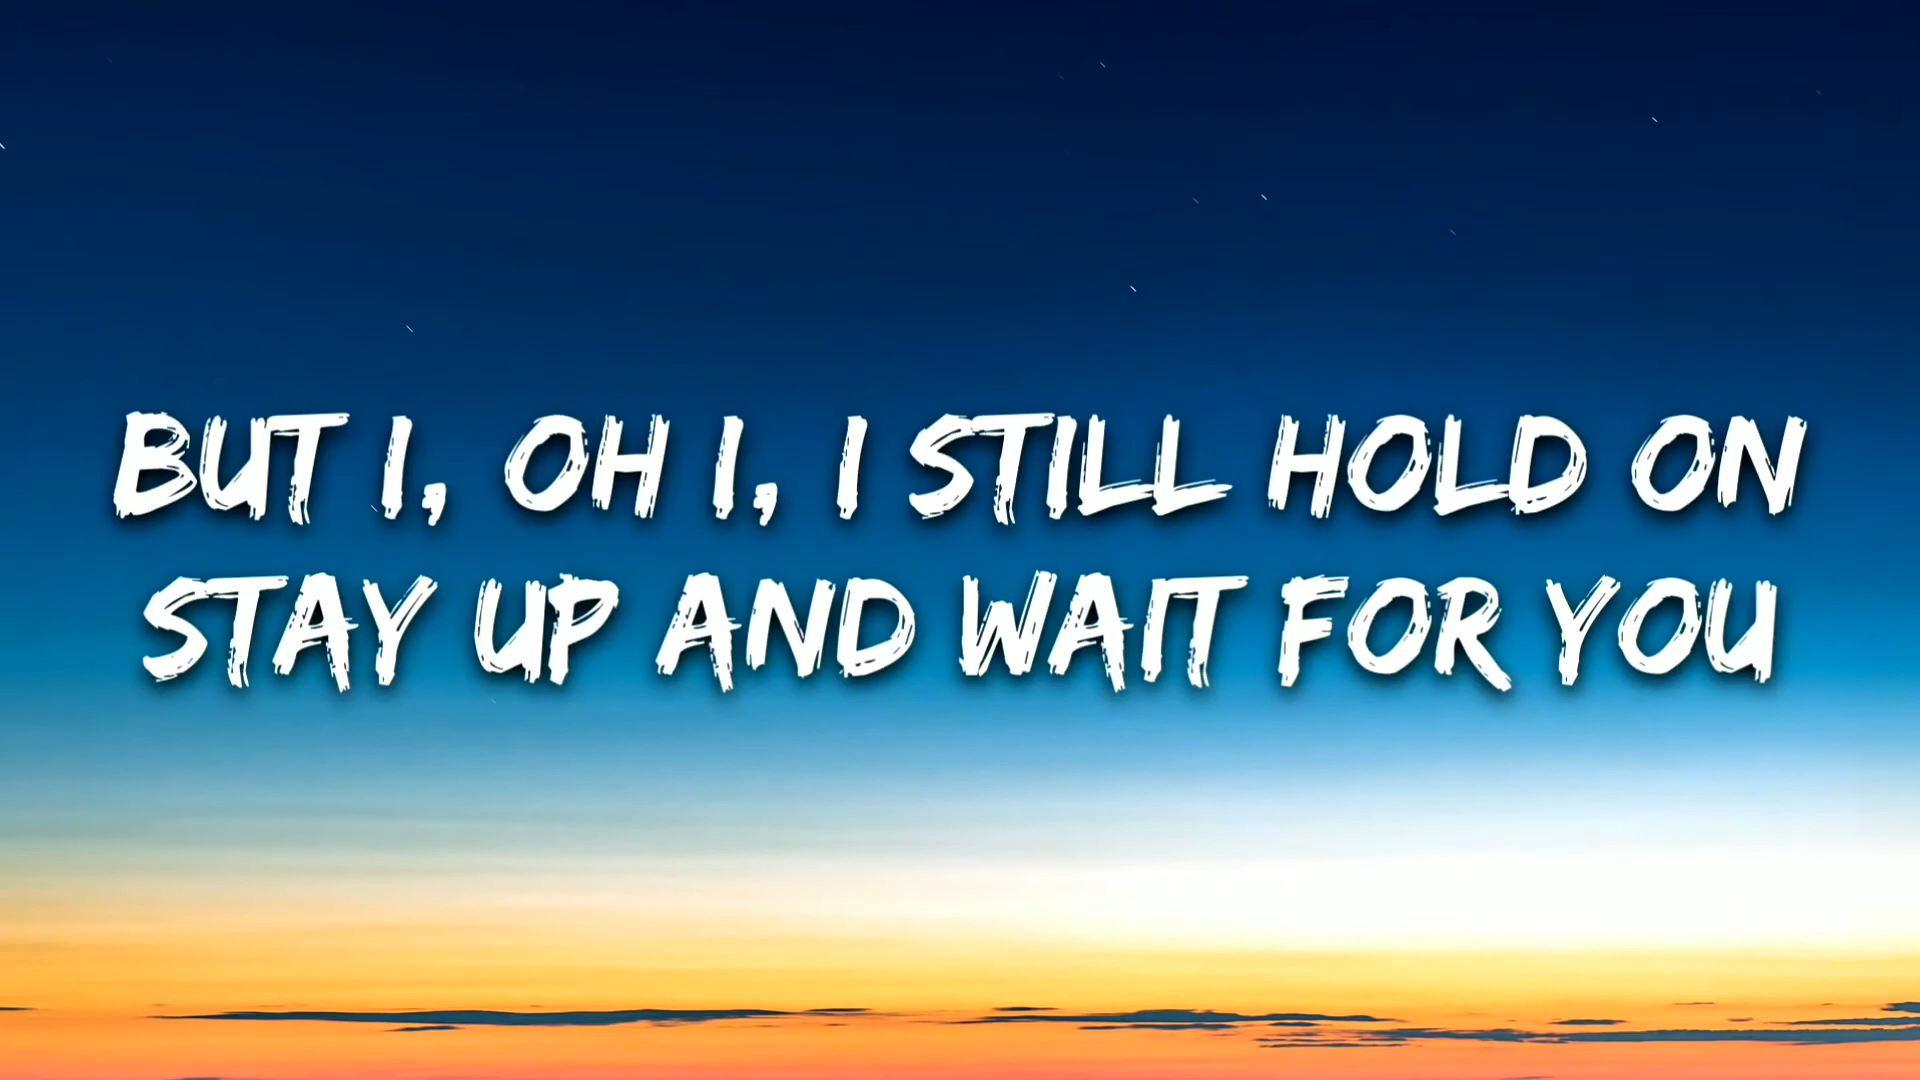 BUT I, OH I, I STILL HOLD ON
STAY UP AND WAIT FOR YOU